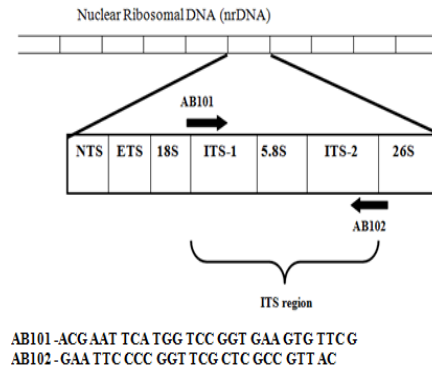 Nuclear Ribosomal DNA (nrDNA)
AB101
NTS ETS 18S ITS-1 5.8S ITS-2 26S
AB102
ITS region
AB101 -ACG AAT TCA TGG TCC GGT GAA GTG TTC G
AB102 -GAA TTC CCC GGT TCG CTC GCC GTT AC